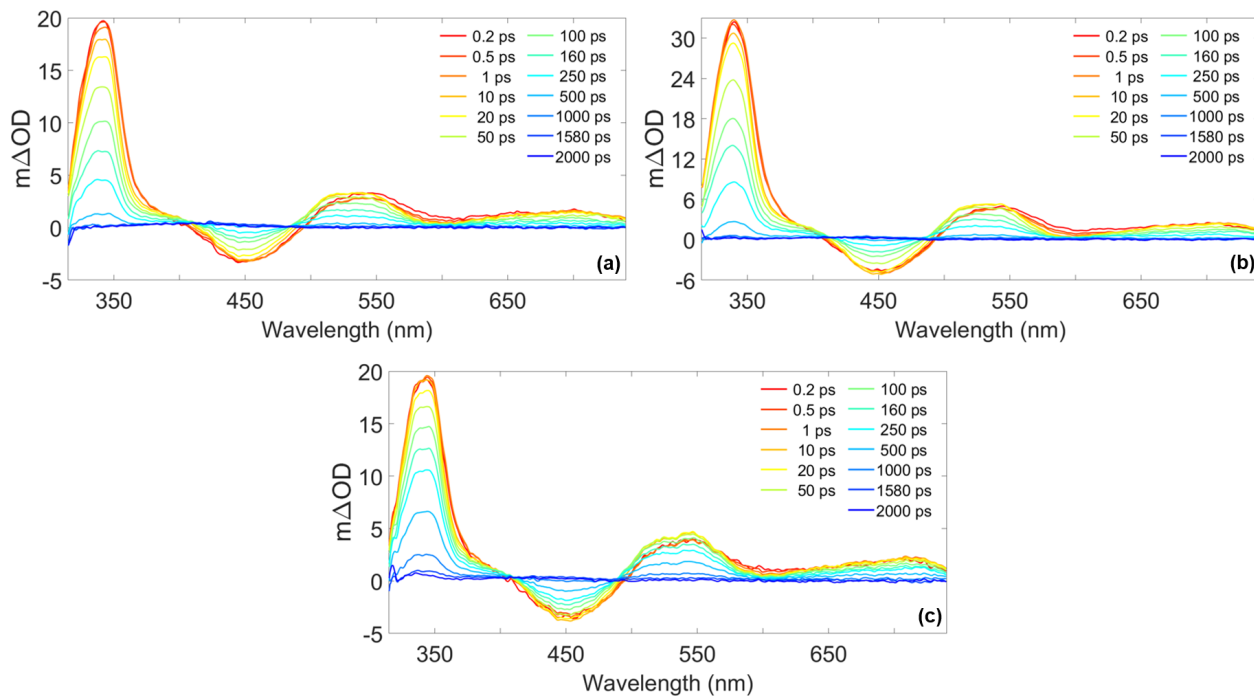 20
15
10
5
0
-5
mΔOD
0.2 ps
0.5 ps
1 ps
10 ps
20 ps
50 ps
100 ps
160 ps
250 ps
500 ps
1000 ps
1580 ps
2000 ps
(a)
350 450 550 650
Wavelength (nm)
30
24
18
12
6
0
-6
mΔOD
0.2 ps
0.5 ps
1 ps
10 ps
20 ps
50 ps
100 ps
160 ps
250 ps
500 ps
1000 ps
1580 ps
2000 ps
(b)
350 450 550 650
Wavelength (nm)
20
15
10
5
0
-5
mΔOD
0.2 ps
0.5 ps
1 ps
10 ps
20 ps
50 ps
100 ps
160 ps
250 ps
500 ps
1000 ps
1580 ps
2000 ps
(c)
350 450 550 650
Wavelength (nm)